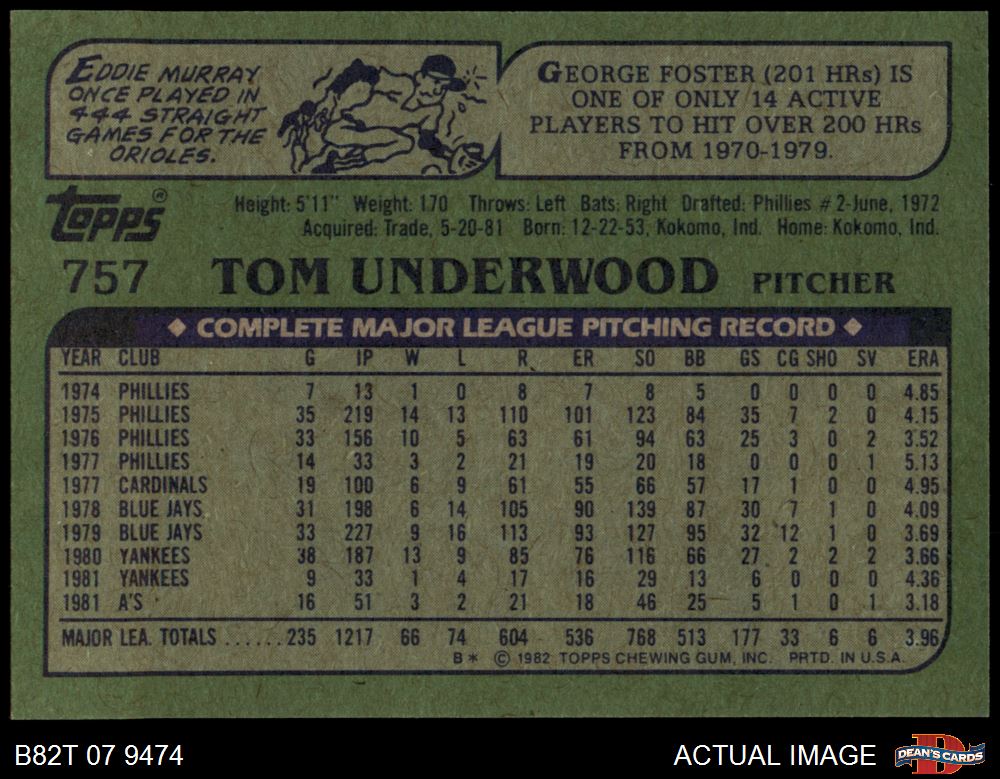 EDDIE MURRAY
ONCE PLAYED IN
444 STRAIGHT
GAMES FOR THE
ORIOLES.
GEORGE FOSTER (201 HRs) IS
ONE OF ONLY 14 ACTIVE
PLAYERS TO HIT OVER 200 HRs
FROM 1970-1979.
TOPPS®
Height: 5'11" Weight: 170 Throws: Left Bats: Right Drafted: Phillies #2-June, 1972
Acquired: Trade, 5-20-81 Born: 12-22-53, Kokomo, Ind. Home: Kokomo, Ind.
757 TOM UNDERWOOD PITCHER
◆ COMPLETE MAJOR LEAGUE PITCHING RECORD ◆
YEAR CLUB G IP W L R ER SO BB GS CG SHO SV ERA
1974 PHILLIES 7 13 1 0 8 7 8 5 0 0 0 0 4.85
1975 PHILLIES 35 219 14 13 110 101 123 84 35 7 2 0 4.15
1976 PHILLIES 33 156 10 5 63 61 94 63 25 3 0 2 3.52
1977 PHILLIES 14 33 3 2 21 19 20 18 0 0 0 1 5.13
1977 CARDINALS 19 100 6 9 61 55 66 57 17 1 0 0 4.95
1978 BLUE JAYS 31 198 6 14 105 90 139 87 30 7 1 0 4.09
1979 BLUE JAYS 33 227 9 16 113 93 127 95 32 12 1 0 3.69
1980 YANKEES 38 187 13 9 85 76 116 66 27 2 2 2 3.66
1981 YANKEES 9 33 1 4 17 16 29 13 6 0 0 0 4.36
1981 A'S 16 51 3 2 21 18 46 25 5 1 0 1 3.18
MAJOR LEA. TOTALS ......235 1217 66 74 604 536 768 513 177 33 6 6 3.96
B* © 1982 TOPPS CHEWING GUM, INC. PRTD. IN U.S.A.
B82T 07 9474
ACTUAL IMAGE
D
DEAN'S CARDS